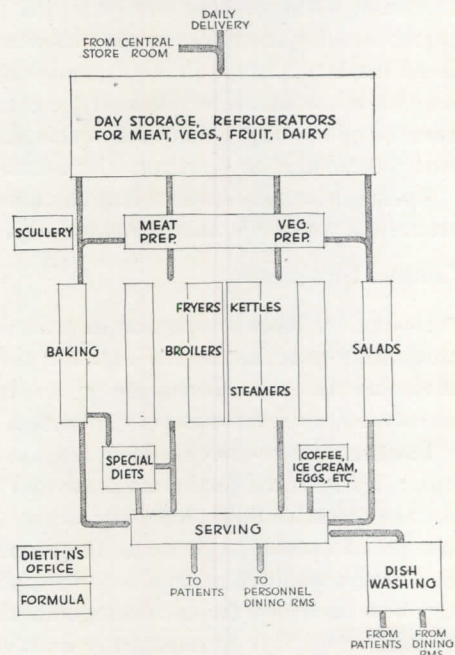 DAILY
DELIVERY
FROM CENTRAL
STORE ROOM
DAY STORAGE, REFRIGERATORS
FOR MEAT, VEGS., FRUIT, DAIRY
SCULLERY
MEAT
PREP.
VEG.
PREP.
FRYERS
KETTLES
BAKING
BROILERS
SALADS
STEAMERS
SPECIAL
DIETS
COFFEE,
ICE CREAM,
EGGS, ETC.
SERVING
DIETIT'N'S
OFFICE
FORMULA
TO
PATIENTS
TO
PERSONNEL
DINING RMS.
DISH
WASHING
FROM
PATIENTS
FROM
DINING
RMS.